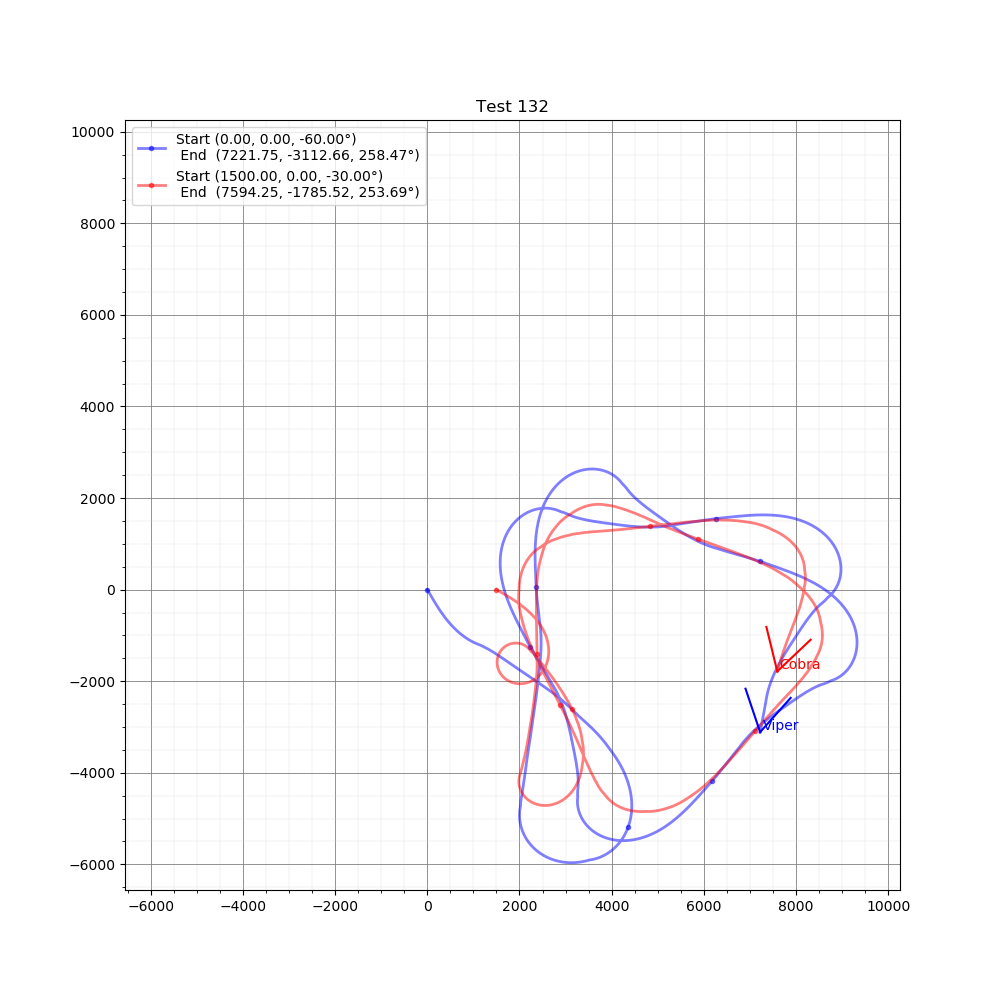 Test 132
Start (0.00, 0.00, -60.00°)
End  (7221.75, -3112.66, 258.47°)
Start (1500.00, 0.00, -30.00°)
End  (7594.25, -1785.52, 253.69°)
10000
8000
6000
4000
2000
0
−2000
−4000
−6000
Cobra
Viper
−6000 −4000 −2000 0 2000 4000 6000 8000 10000